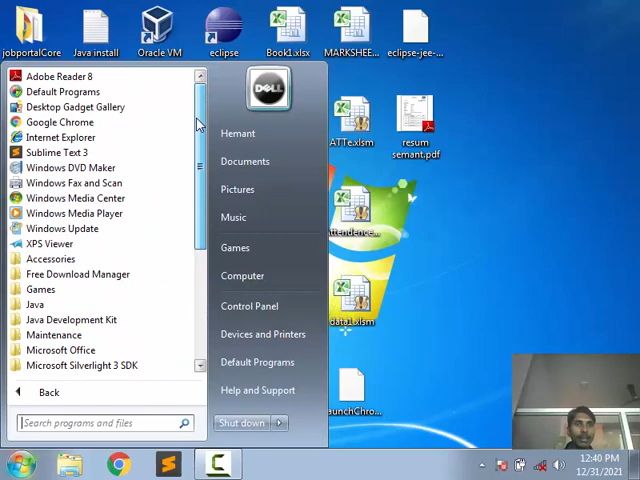 jobportalCore
Java install
Oracle VM
eclipse
Book1.xlsx
MARKSHEE...
eclipse-jee-...
Adobe Reader 8
Default Programs
Desktop Gadget Gallery
Google Chrome
Internet Explorer
Sublime Text 3
Windows DVD Maker
Windows Fax and Scan
Windows Media Center
Windows Media Player
Windows Update
XPS Viewer
Accessories
Free Download Manager
Games
Java
Java Development Kit
Maintenance
Microsoft Office
Microsoft Silverlight 3 SDK
Back
Search programs and files
DELL
Hemant
Documents
Pictures
Music
Games
Computer
Control Panel
Devices and Printers
Default Programs
Help and Support
Shut down
ATTe.xlsm
resum
semant.pdf
ttendence...
data1.xlsm
aunchChro...
12:40 PM
12/31/2021